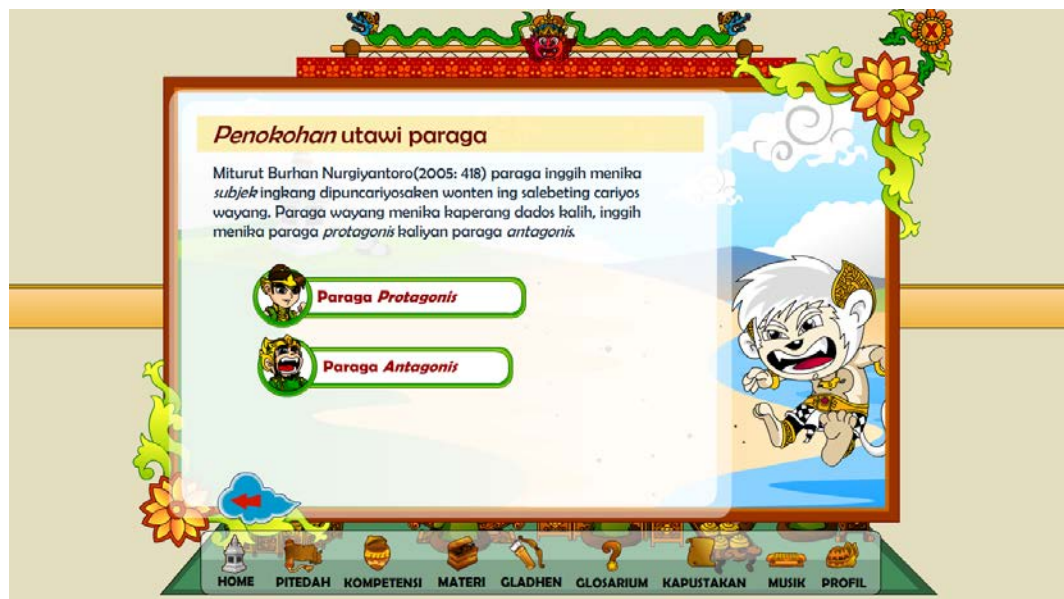 X
Penokohan utawi paraga
Miturut Burhan Nurgiyantoro(2005: 418) paraga inggih menika
subjek ingkang dipuncariyosaken wonten ing salebeting cariyos
wayang. Paraga wayang menika kaperang dados kalih, inggih
menika paraga protagonis kaliyan paraga antagonis.
Paraga Protagonis
Paraga Antagonis
HOME PITEDAH KOMPETENSI MATERI GLADHEN GLOSARIUM KAPUSTAKAN MUSIK PROFIL